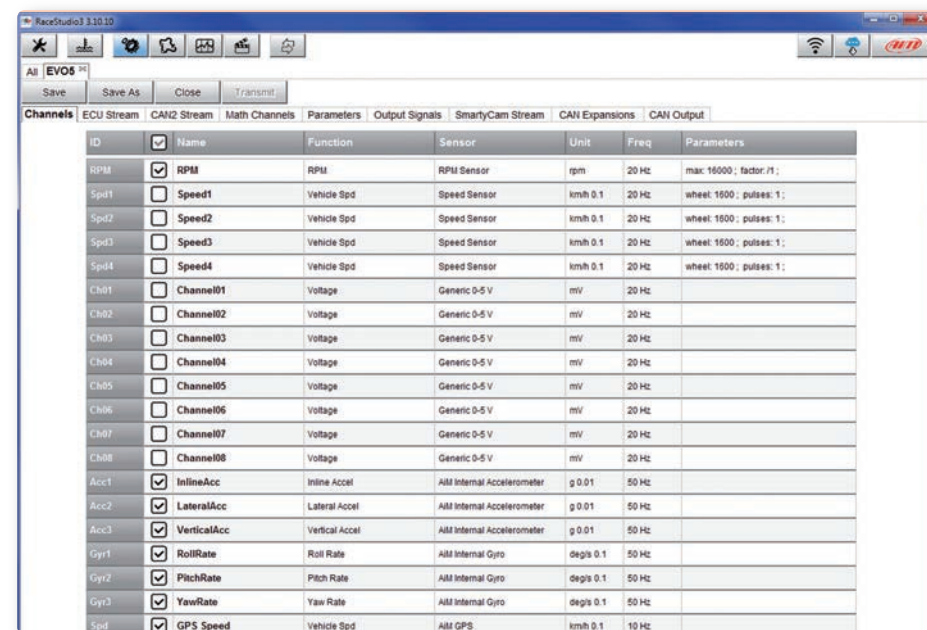 RaceStudio3 3.10.10
AiM
All EVO5
Save Save As Close Transmit
Channels ECU Stream CAN2 Stream Math Channels Parameters Output Signals SmartyCam Stream CAN Expansions CAN Output
ID Name Function Sensor Unit Freq Parameters
RPM RPM RPM RPM Sensor rpm 20 Hz max: 16000 ; factor: /1 ;
Spd1 Speed1 Vehicle Spd Speed Sensor km/h 0.1 20 Hz wheel: 1600 ; pulses: 1 ;
Spd2 Speed2 Vehicle Spd Speed Sensor km/h 0.1 20 Hz wheel: 1600 ; pulses: 1 ;
Spd3 Speed3 Vehicle Spd Speed Sensor km/h 0.1 20 Hz wheel: 1600 ; pulses: 1 ;
Spd4 Speed4 Vehicle Spd Speed Sensor km/h 0.1 20 Hz wheel: 1600 ; pulses: 1 ;
Ch01 Channel01 Voltage Generic 0-5 V mV 20 Hz
Ch02 Channel02 Voltage Generic 0-5 V mV 20 Hz
Ch03 Channel03 Voltage Generic 0-5 V mV 20 Hz
Ch04 Channel04 Voltage Generic 0-5 V mV 20 Hz
Ch05 Channel05 Voltage Generic 0-5 V mV 20 Hz
Ch06 Channel06 Voltage Generic 0-5 V mV 20 Hz
Ch07 Channel07 Voltage Generic 0-5 V mV 20 Hz
Ch08 Channel08 Voltage Generic 0-5 V mV 20 Hz
Acc1 InlineAcc Inline Accel AiM Internal Accelerometer g 0.01 50 Hz
Acc2 LateralAcc Lateral Accel AiM Internal Accelerometer g 0.01 50 Hz
Acc3 VerticalAcc Vertical Accel AiM Internal Accelerometer g 0.01 50 Hz
Gyr1 RollRate Roll Rate AiM Internal Gyro deg/s 0.1 50 Hz
Gyr2 PitchRate Pitch Rate AiM Internal Gyro deg/s 0.1 50 Hz
Gyr3 YawRate Yaw Rate AiM Internal Gyro deg/s 0.1 50 Hz
Spd GPS Speed Vehicle Spd AiM GPS km/h 0.1 10 Hz